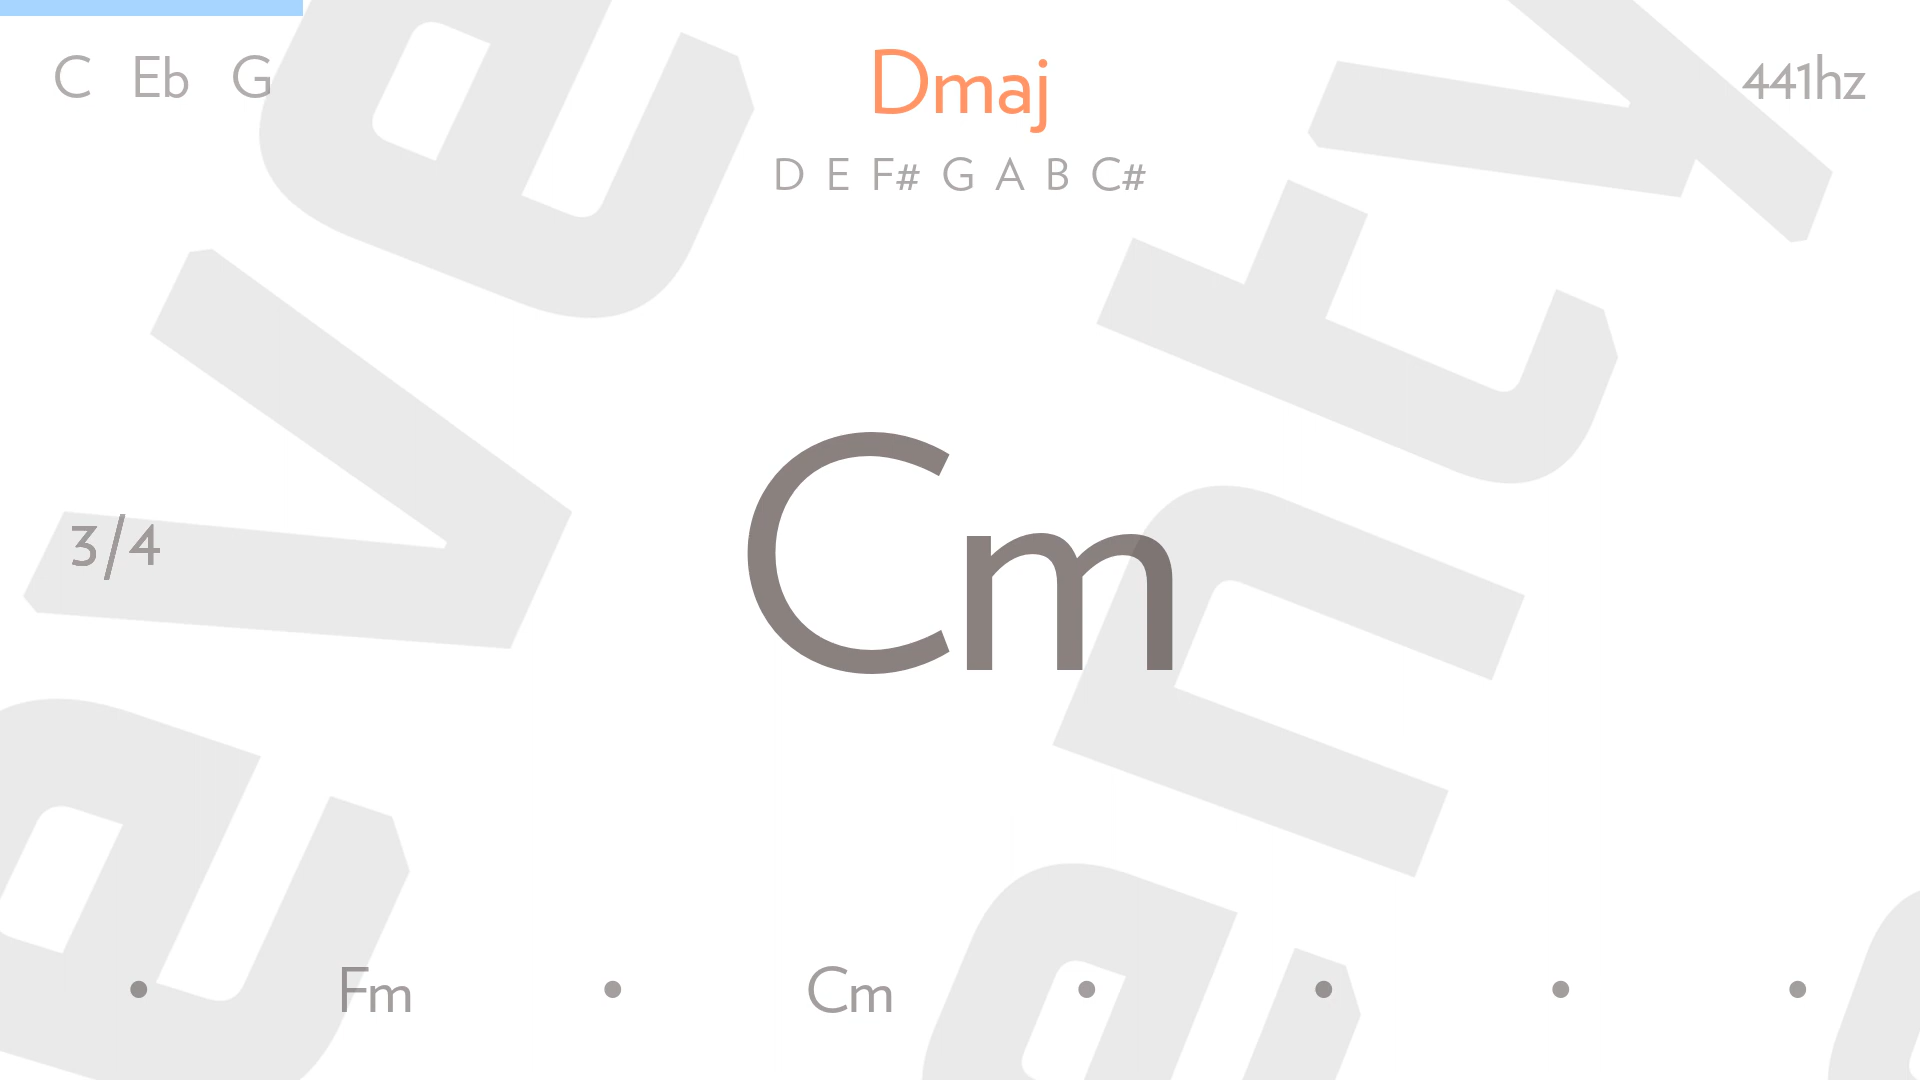 C Eb G
Dmaj
441hz
D E F# G A B C#
Cm
3/4
• Fm • Cm • • • •